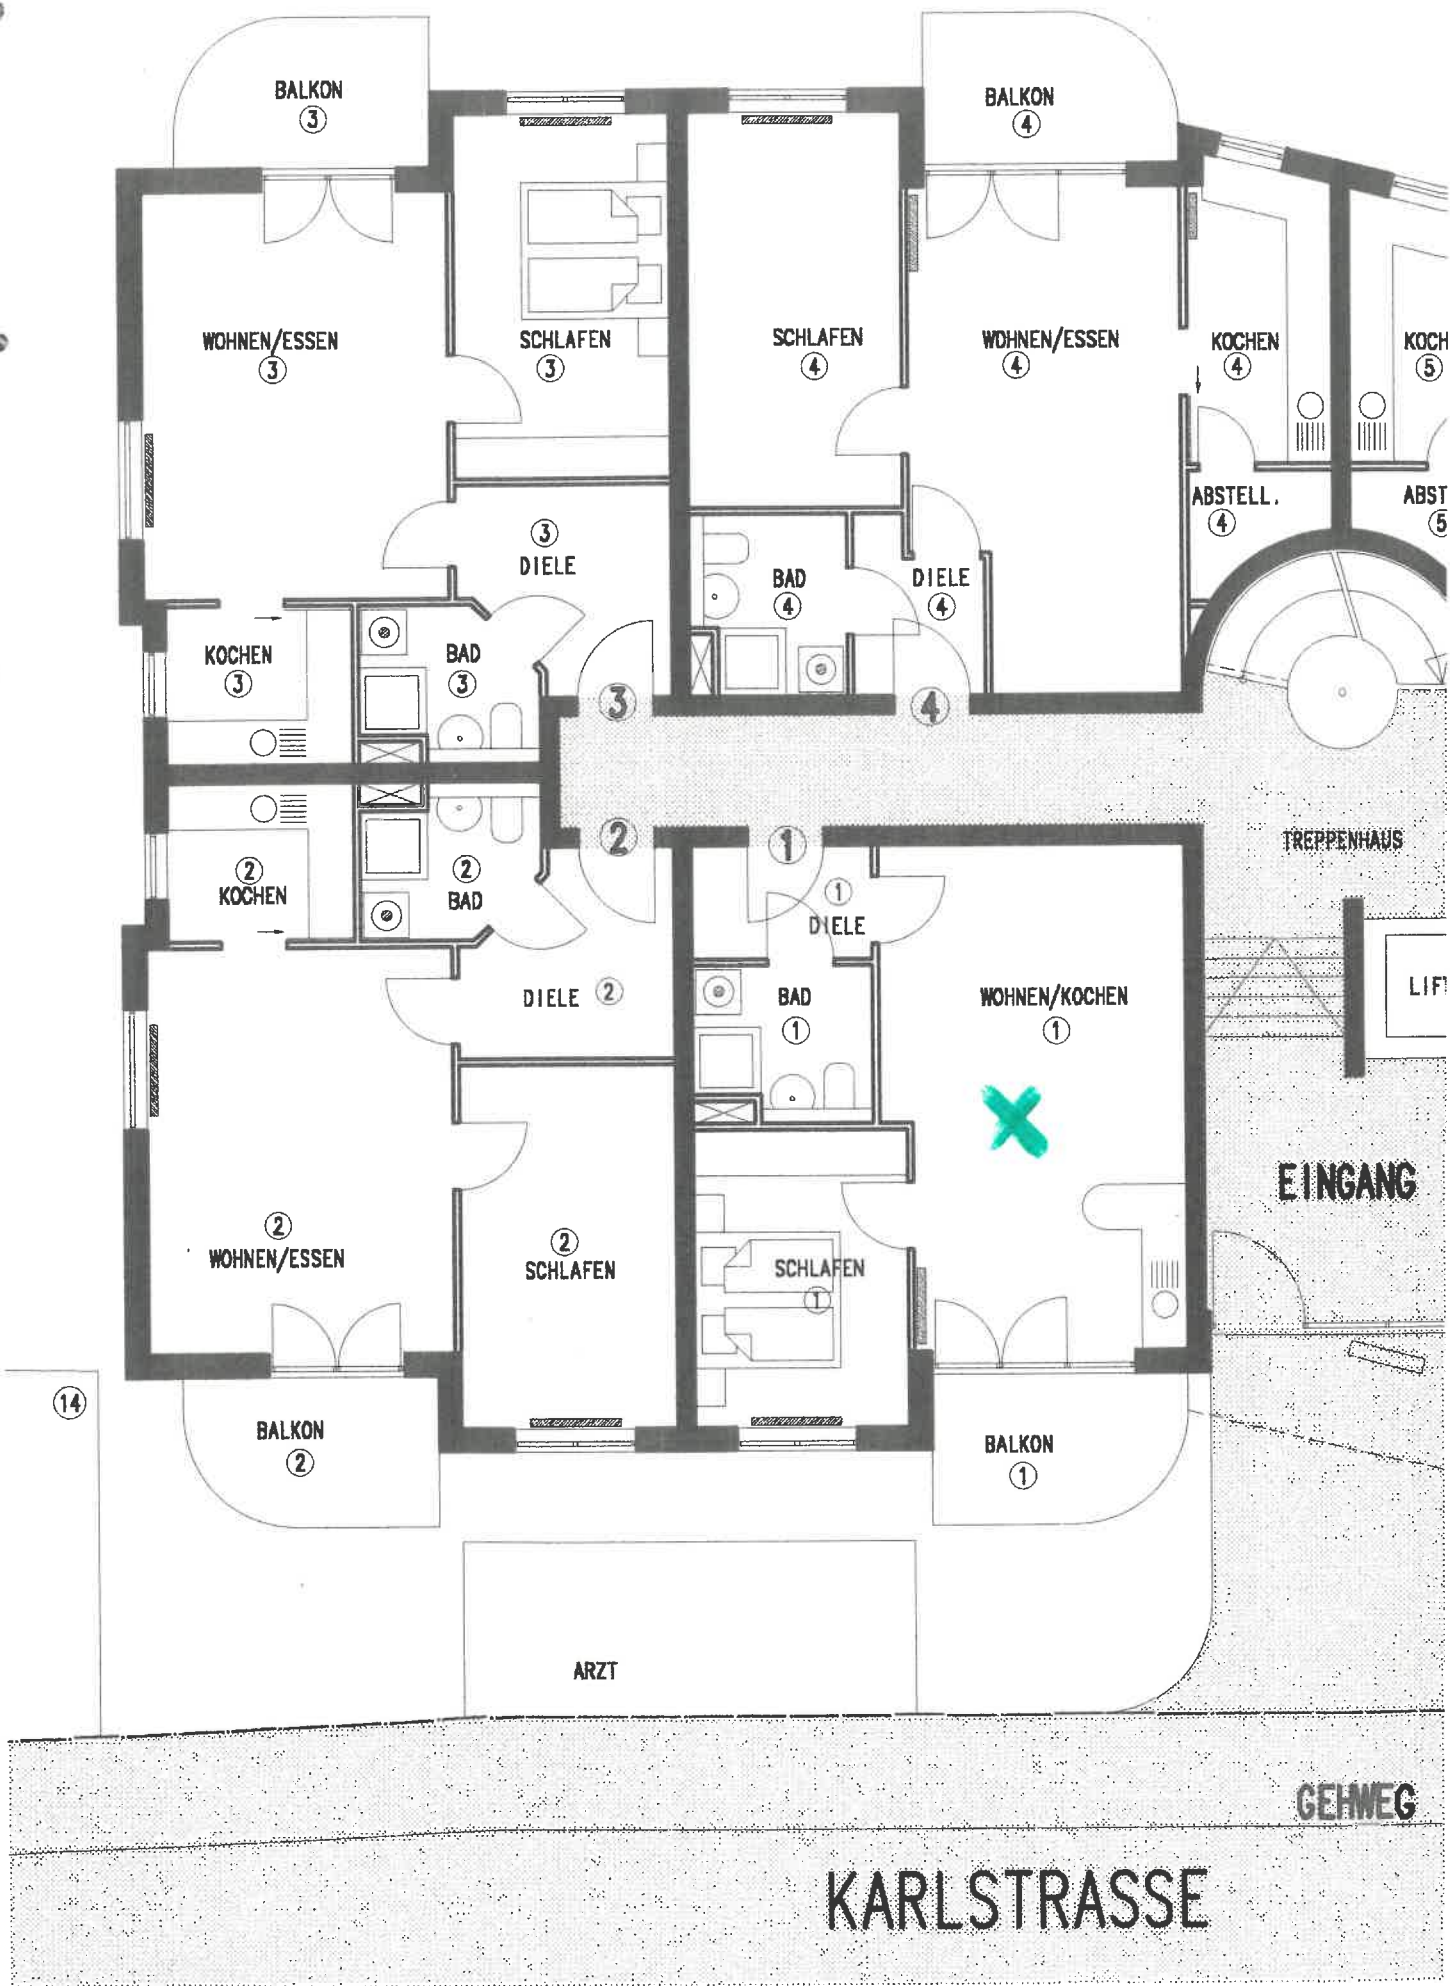 BALKON
3
BALKON
4
WOHNEN/ESSEN
3
SCHLAFEN
3
SCHLAFEN
4
WOHNEN/ESSEN
4
KOCHEN
4
KOCH
5
ABSTELL.
4
ABST
5
3
DIELE
BAD
4
DIELE
4
KOCHEN
3
BAD
3
3
4
2
1
TREPPENHAUS
2
KOCHEN
2
BAD
1
DIELE
DIELE 2
BAD
1
WOHNEN/KOCHEN
1
LIFT
EINGANG
2
WOHNEN/ESSEN
2
SCHLAFEN
SCHLAFEN
1
14
BALKON
2
BALKON
1
ARZT
GEHWEG
KARLSTRASSE